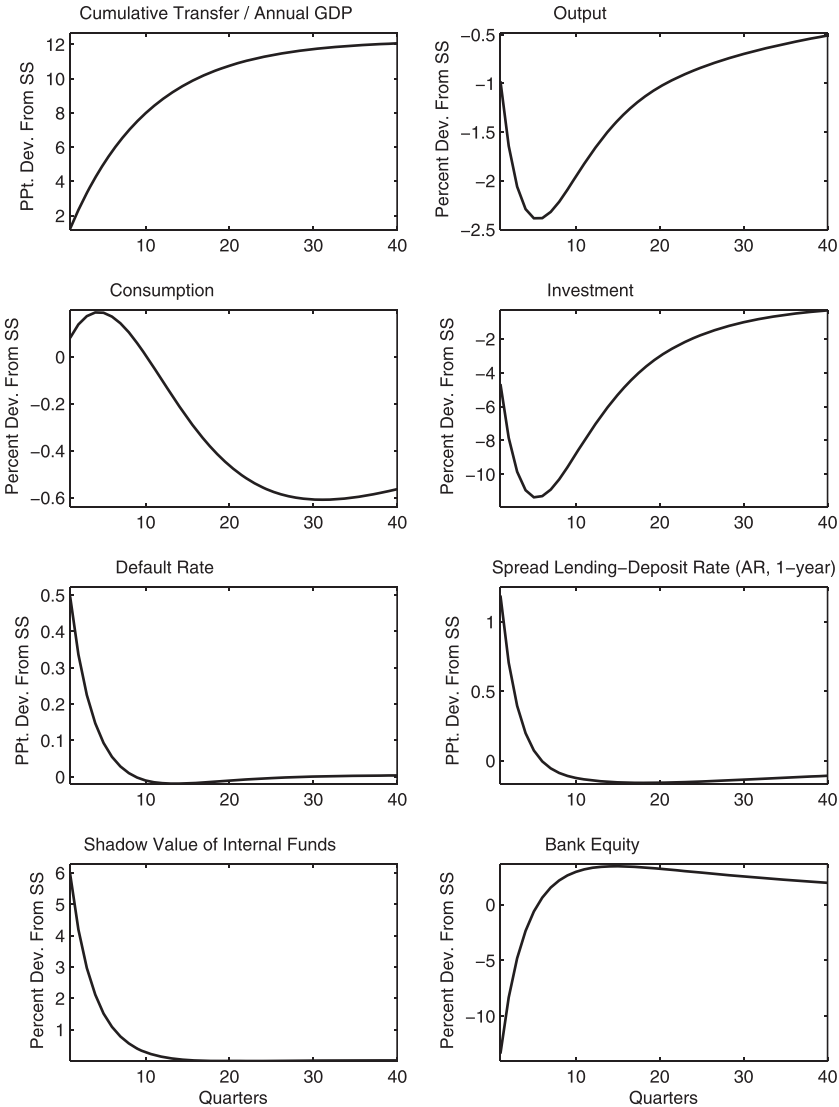 Cumulative Transfer / Annual GDP
PPt. Dev. From SS
12
10
8
6
4
2
10 20 30 40
Output
Percent Dev. From SS
−0.5
−1
−1.5
−2
−2.5
10 20 30 40
Consumption
Percent Dev. From SS
0
−0.2
−0.4
−0.6
10 20 30 40
Investment
Percent Dev. From SS
−2
−4
−6
−8
−10
10 20 30 40
Default Rate
PPt. Dev. From SS
0.5
0.4
0.3
0.2
0.1
0
10 20 30 40
Spread Lending−Deposit Rate (AR, 1−year)
PPt. Dev. From SS
1
0.5
0
10 20 30 40
Shadow Value of Internal Funds
Percent Dev. From SS
6
5
4
3
2
1
10 20 30 40
Quarters
Bank Equity
Percent Dev. From SS
0
−5
−10
10 20 30 40
Quarters